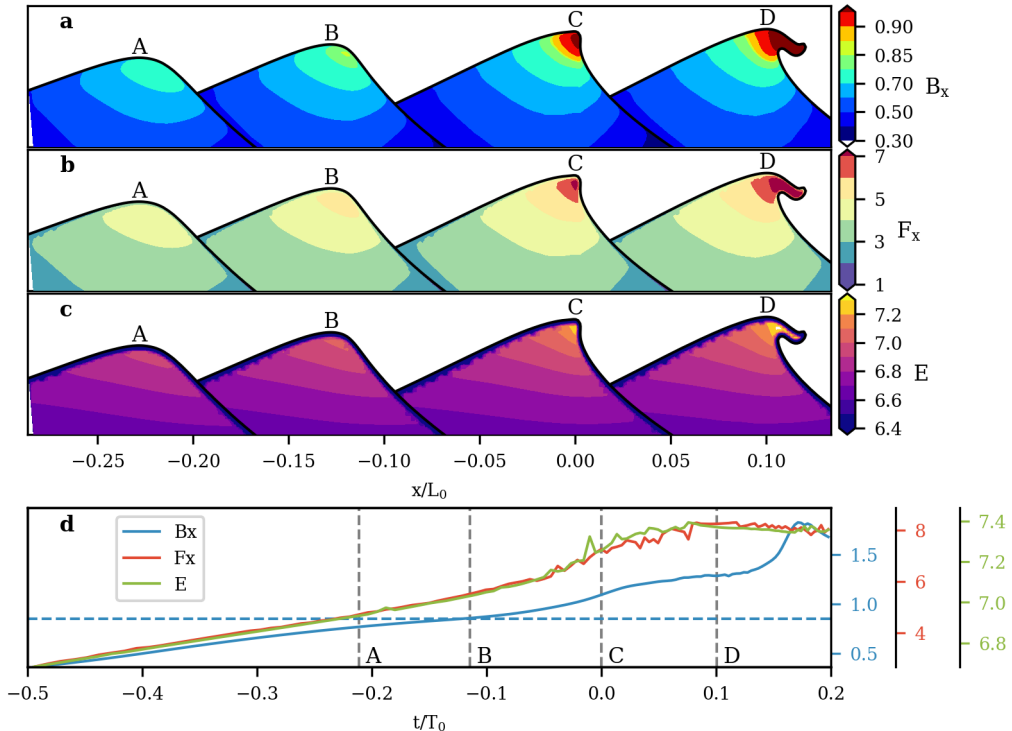 a
A
B
C
D
0.90
0.85
0.70
0.50
0.30
Bx
b
A
B
C
D
7
5
3
1
Fx
c
A
B
C
D
7.2
7.0
6.8
6.6
6.4
E
−0.25 −0.20 −0.15 −0.10 −0.05 0.00 0.05 0.10
x/L0
d
Bx
Fx
E
A
B
C
D
1.5
1.0
0.5
8
6
4
7.4
7.2
7.0
6.8
−0.5 −0.4 −0.3 −0.2 −0.1 0.0 0.1 0.2
t/T0